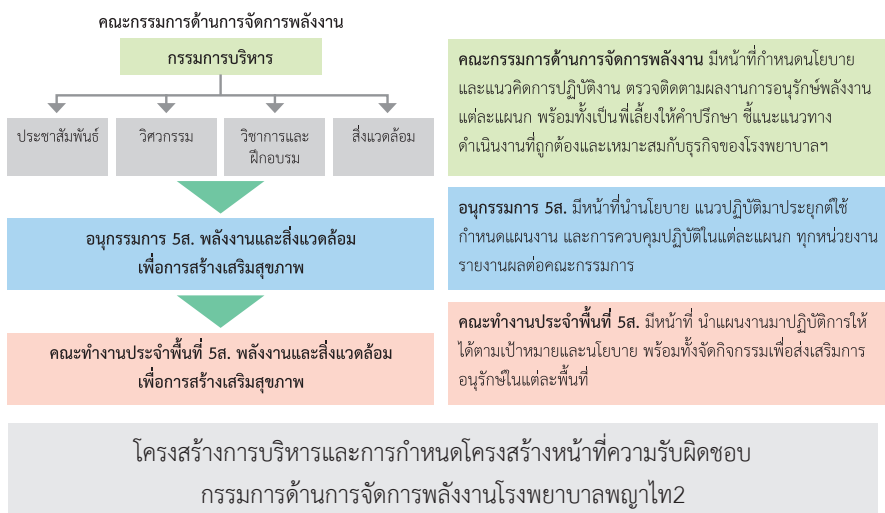 คณะกรรมการด้านการจัดการพลังงาน
กรรมการบริหาร
ประชาสัมพันธ์
วิศวกรรม
วิชาการและ
ฝึกอบรม
สิ่งแวดล้อม
อนุกรรมการ 5ส. พลังงานและสิ่งแวดล้อม
เพื่อการสร้างเสริมสุขภาพ
คณะทำงานประจำพื้นที่ 5ส. พลังงานและสิ่งแวดล้อม
เพื่อการสร้างเสริมสุขภาพ
คณะกรรมการด้านการจัดการพลังงาน มีหน้าที่กำหนดนโยบาย
และแนวคิดการปฏิบัติงาน ตรวจติดตามผลงานการอนุรักษ์พลังงาน
แต่ละแผนก พร้อมทั้งเป็นพี่เลี้ยงให้คำปรึกษา ชี้แนะแนวทาง
ดำเนินงานที่ถูกต้องและเหมาะสมกับธุรกิจของโรงพยาบาลฯ
อนุกรรมการ 5ส. มีหน้าที่นำนโยบาย แนวปฏิบัติมาประยุกต์ใช้
กำหนดแผนงาน และการควบคุมปฏิบัติในแต่ละแผนก ทุกหน่วยงาน
รายงานผลต่อคณะกรรมการ
คณะทำงานประจำพื้นที่ 5ส. มีหน้าที่ นำแผนงานมาปฏิบัติการให้
ได้ตามเป้าหมายและนโยบาย พร้อมทั้งจัดกิจกรรมเพื่อส่งเสริมการ
อนุรักษ์ในแต่ละพื้นที่
โครงสร้างการบริหารและการกำหนดโครงสร้างหน้าที่ความรับผิดชอบ
กรรมการด้านการจัดการพลังงานโรงพยาบาลพญาไท2